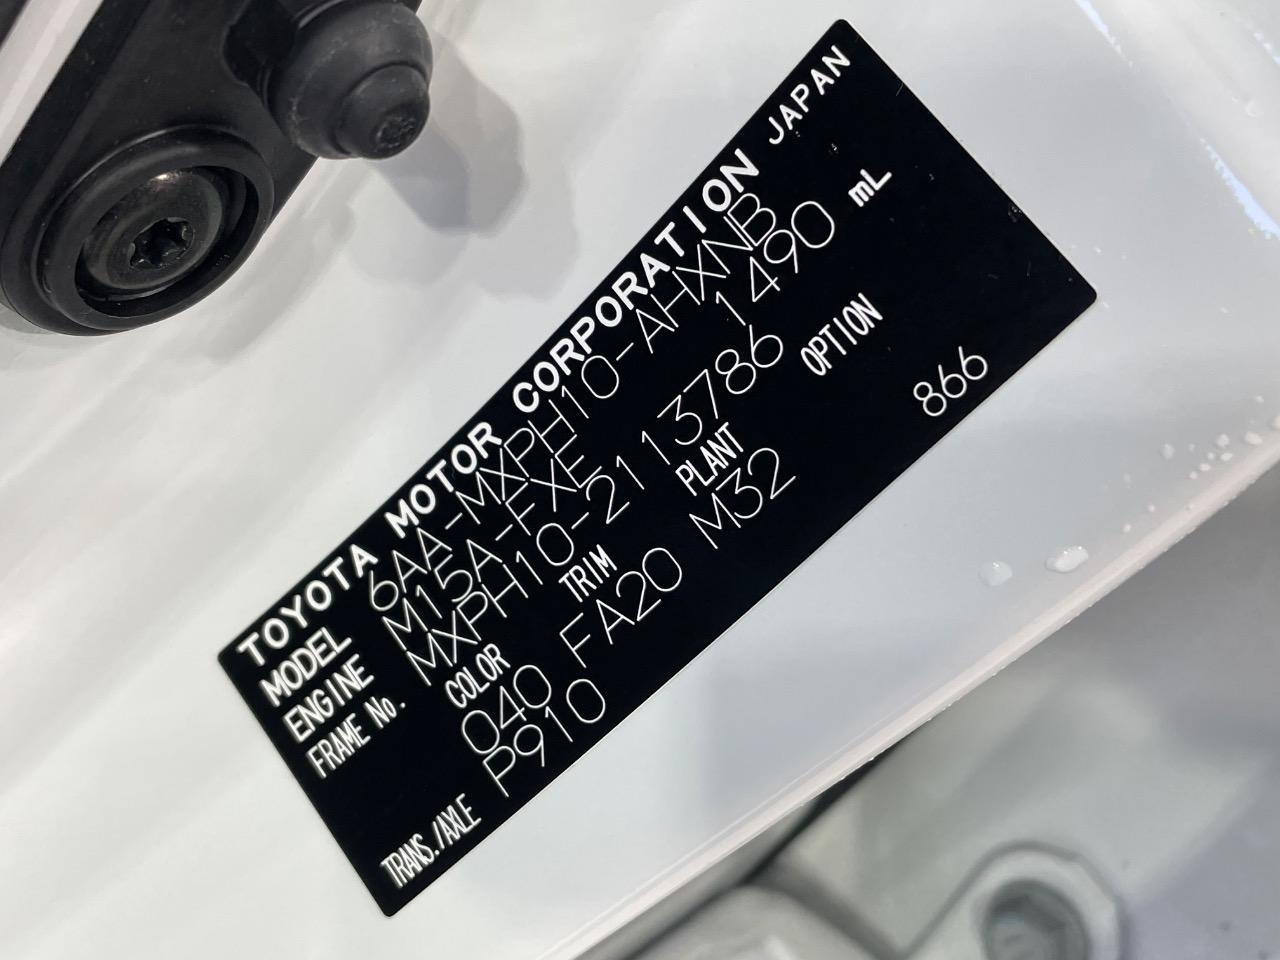 TOYOTA MOTOR CORPORATION JAPAN
MODEL 6AA-MXPH10-AHXNB
ENGINE M15A-FXE 1490 mL
FRAME No. MXPH10-2113786
COLOR TRIM PLANT OPTION
040 FA20 M32 866
TRANS./AXLE P910